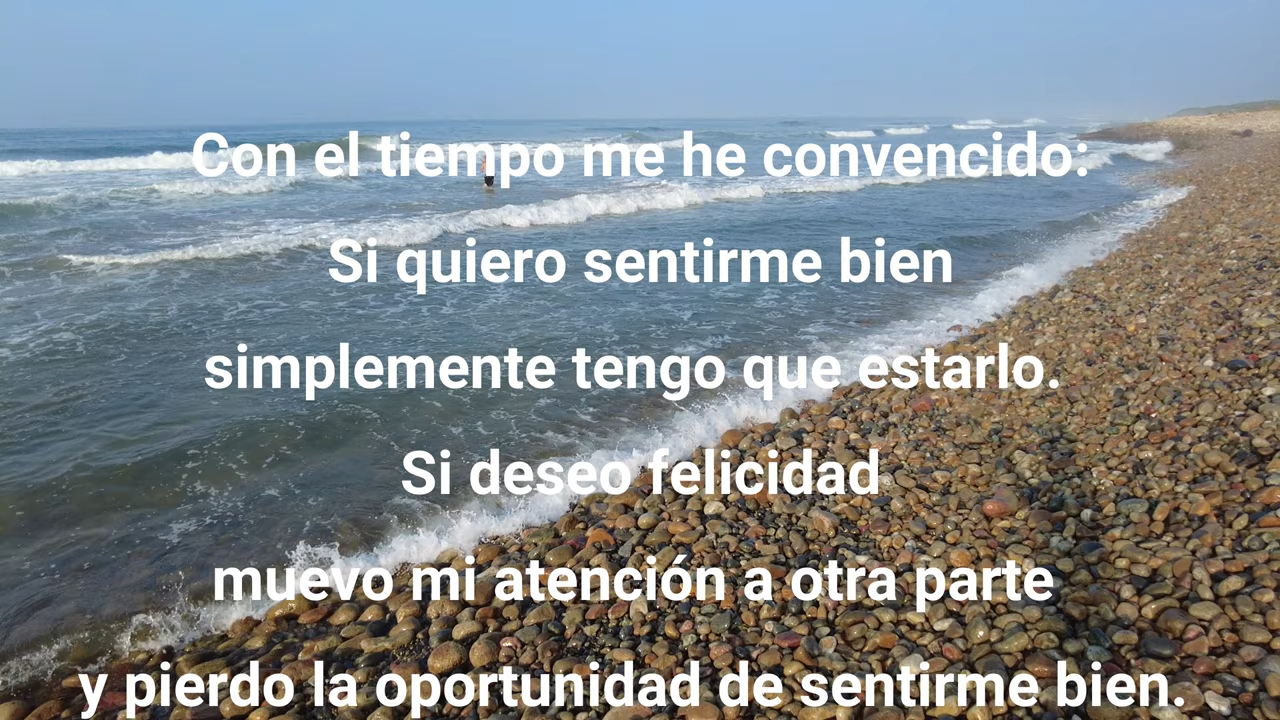 Con el tiempo me he convencido:
Si quiero sentirme bien
simplemente tengo que estarlo.
Si deseo felicidad
muevo mi atención a otra parte
y pierdo la oportunidad de sentirme bien.